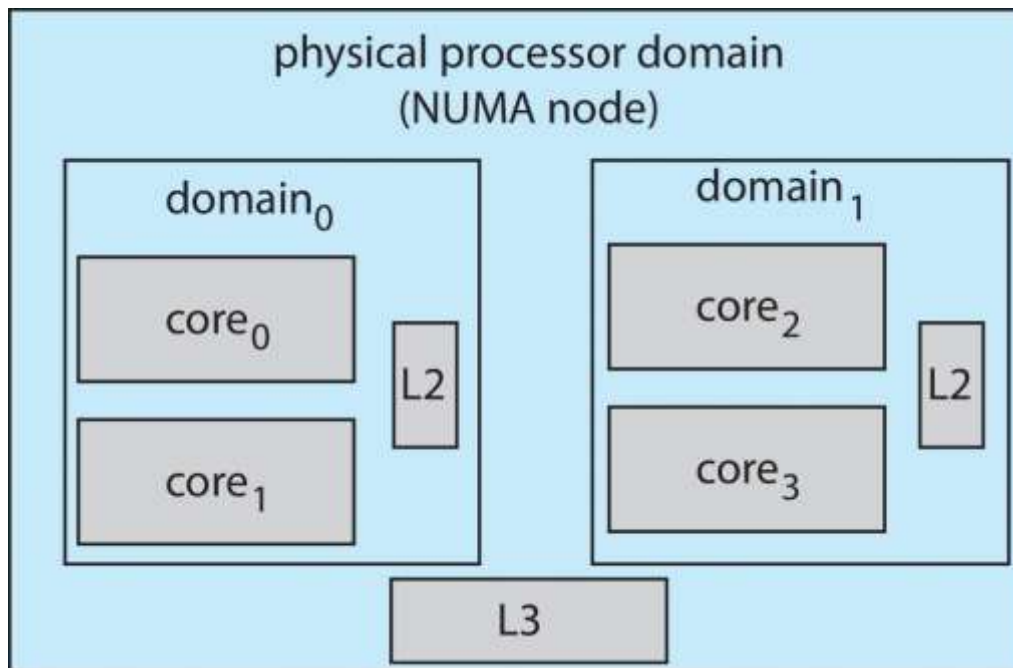 physical processor domain
(NUMA node)
domain₀
core₀
core₁
L2
domain₁
core₂
core₃
L2
L3